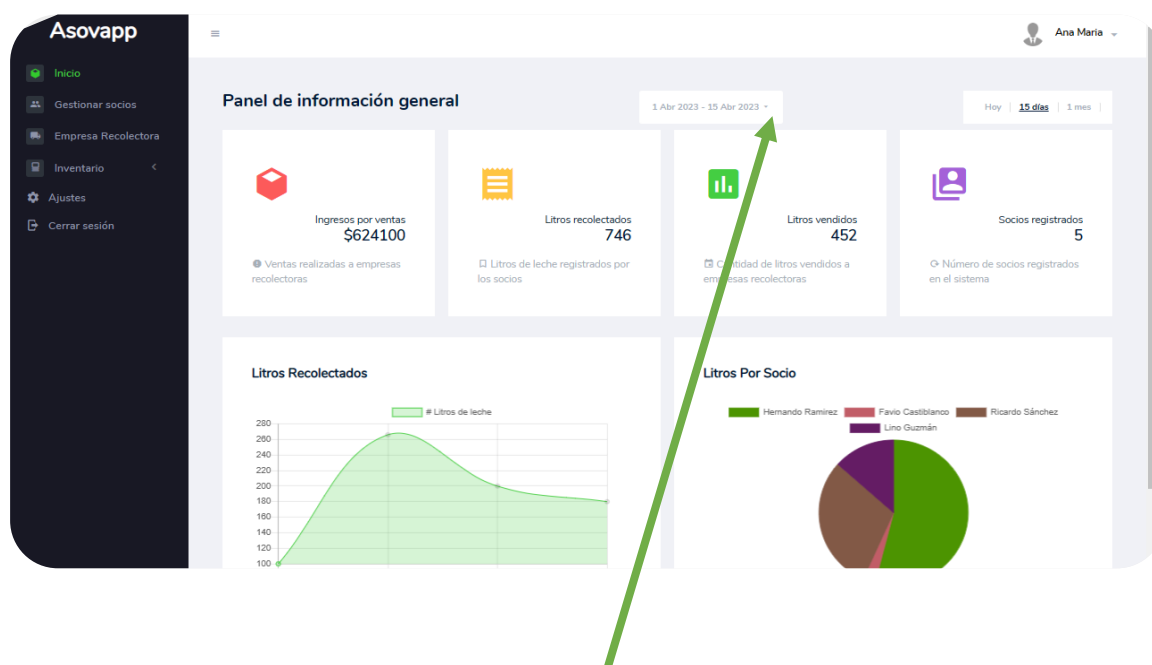 Asovapp
Ana Maria
Inicio
Gestionar socios
Empresa Recolectora
Inventario
Ajustes
Cerrar sesión
Panel de información general
1 Abr 2023 - 15 Abr 2023
Hoy | 15 días | 1 mes |
Ingresos por ventas
$624100
Ventas realizadas a empresas
recolectoras
Litros recolectados
746
Litros de leche registrados por
los socios
Litros vendidos
452
Cantidad de litros vendidos a
empresas recolectoras
Socios registrados
5
Número de socios registrados
en el sistema
Litros Recolectados
# Litros de leche
280
260
240
220
200
180
160
140
120
100
Litros Por Socio
Hernando Ramirez Favio Castiblanco Ricardo Sánchez
Lino Guzmán